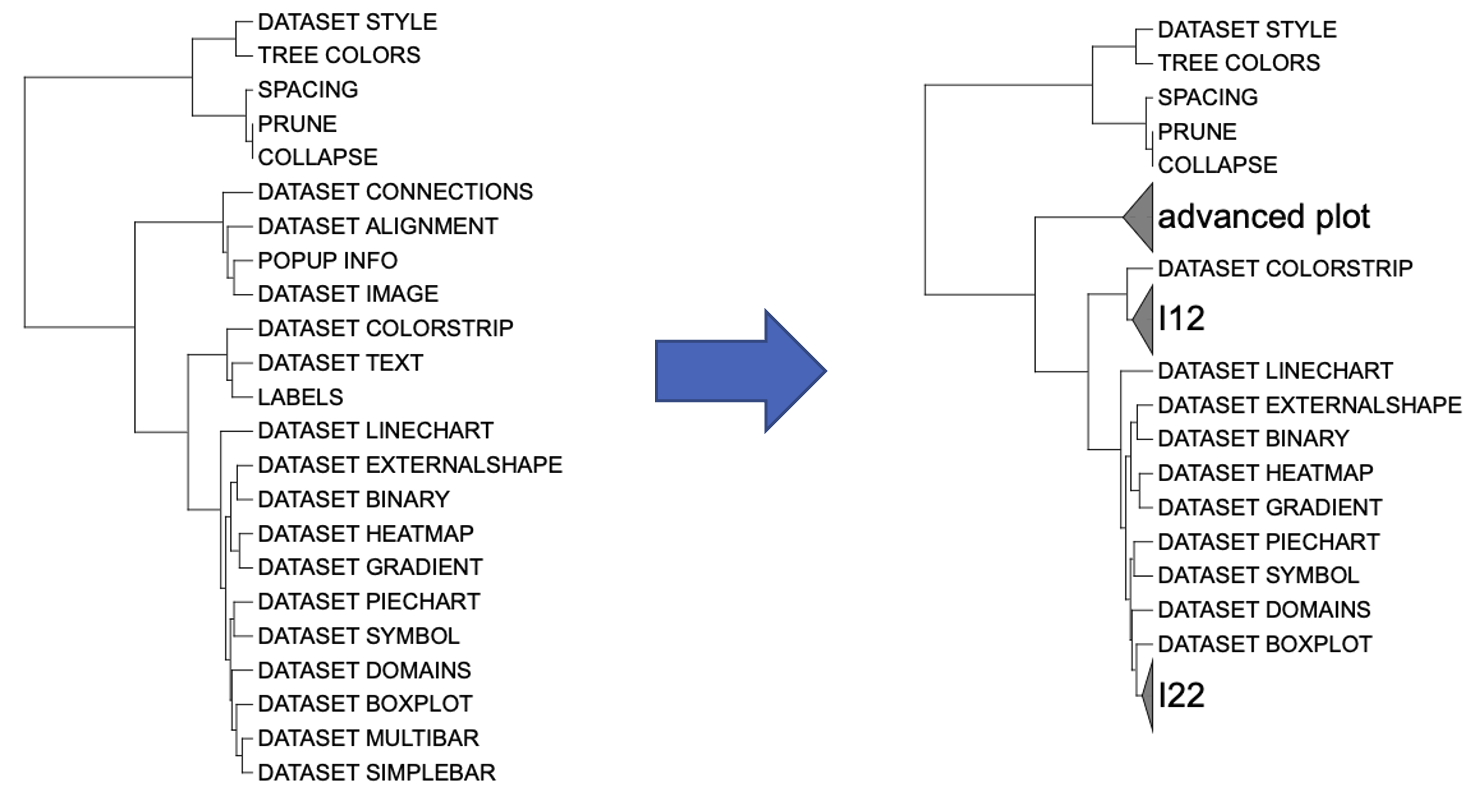 DATASET STYLE
TREE COLORS
SPACING
PRUNE
COLLAPSE
DATASET CONNECTIONS
DATASET ALIGNMENT
POPUP INFO
DATASET IMAGE
DATASET COLORSTRIP
DATASET TEXT
LABELS
DATASET LINECHART
DATASET EXTERNALSHAPE
DATASET BINARY
DATASET HEATMAP
DATASET GRADIENT
DATASET PIECHART
DATASET SYMBOL
DATASET DOMAINS
DATASET BOXPLOT
DATASET MULTIBAR
DATASET SIMPLEBAR
DATASET STYLE
TREE COLORS
SPACING
PRUNE
COLLAPSE
advanced plot
DATASET COLORSTRIP
I12
DATASET LINECHART
DATASET EXTERNALSHAPE
DATASET BINARY
DATASET HEATMAP
DATASET GRADIENT
DATASET PIECHART
DATASET SYMBOL
DATASET DOMAINS
DATASET BOXPLOT
I22